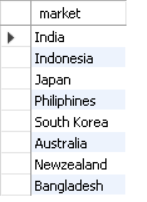 market
India
Indonesia
Japan
Philiphines
South Korea
Australia
Newzealand
Bangladesh